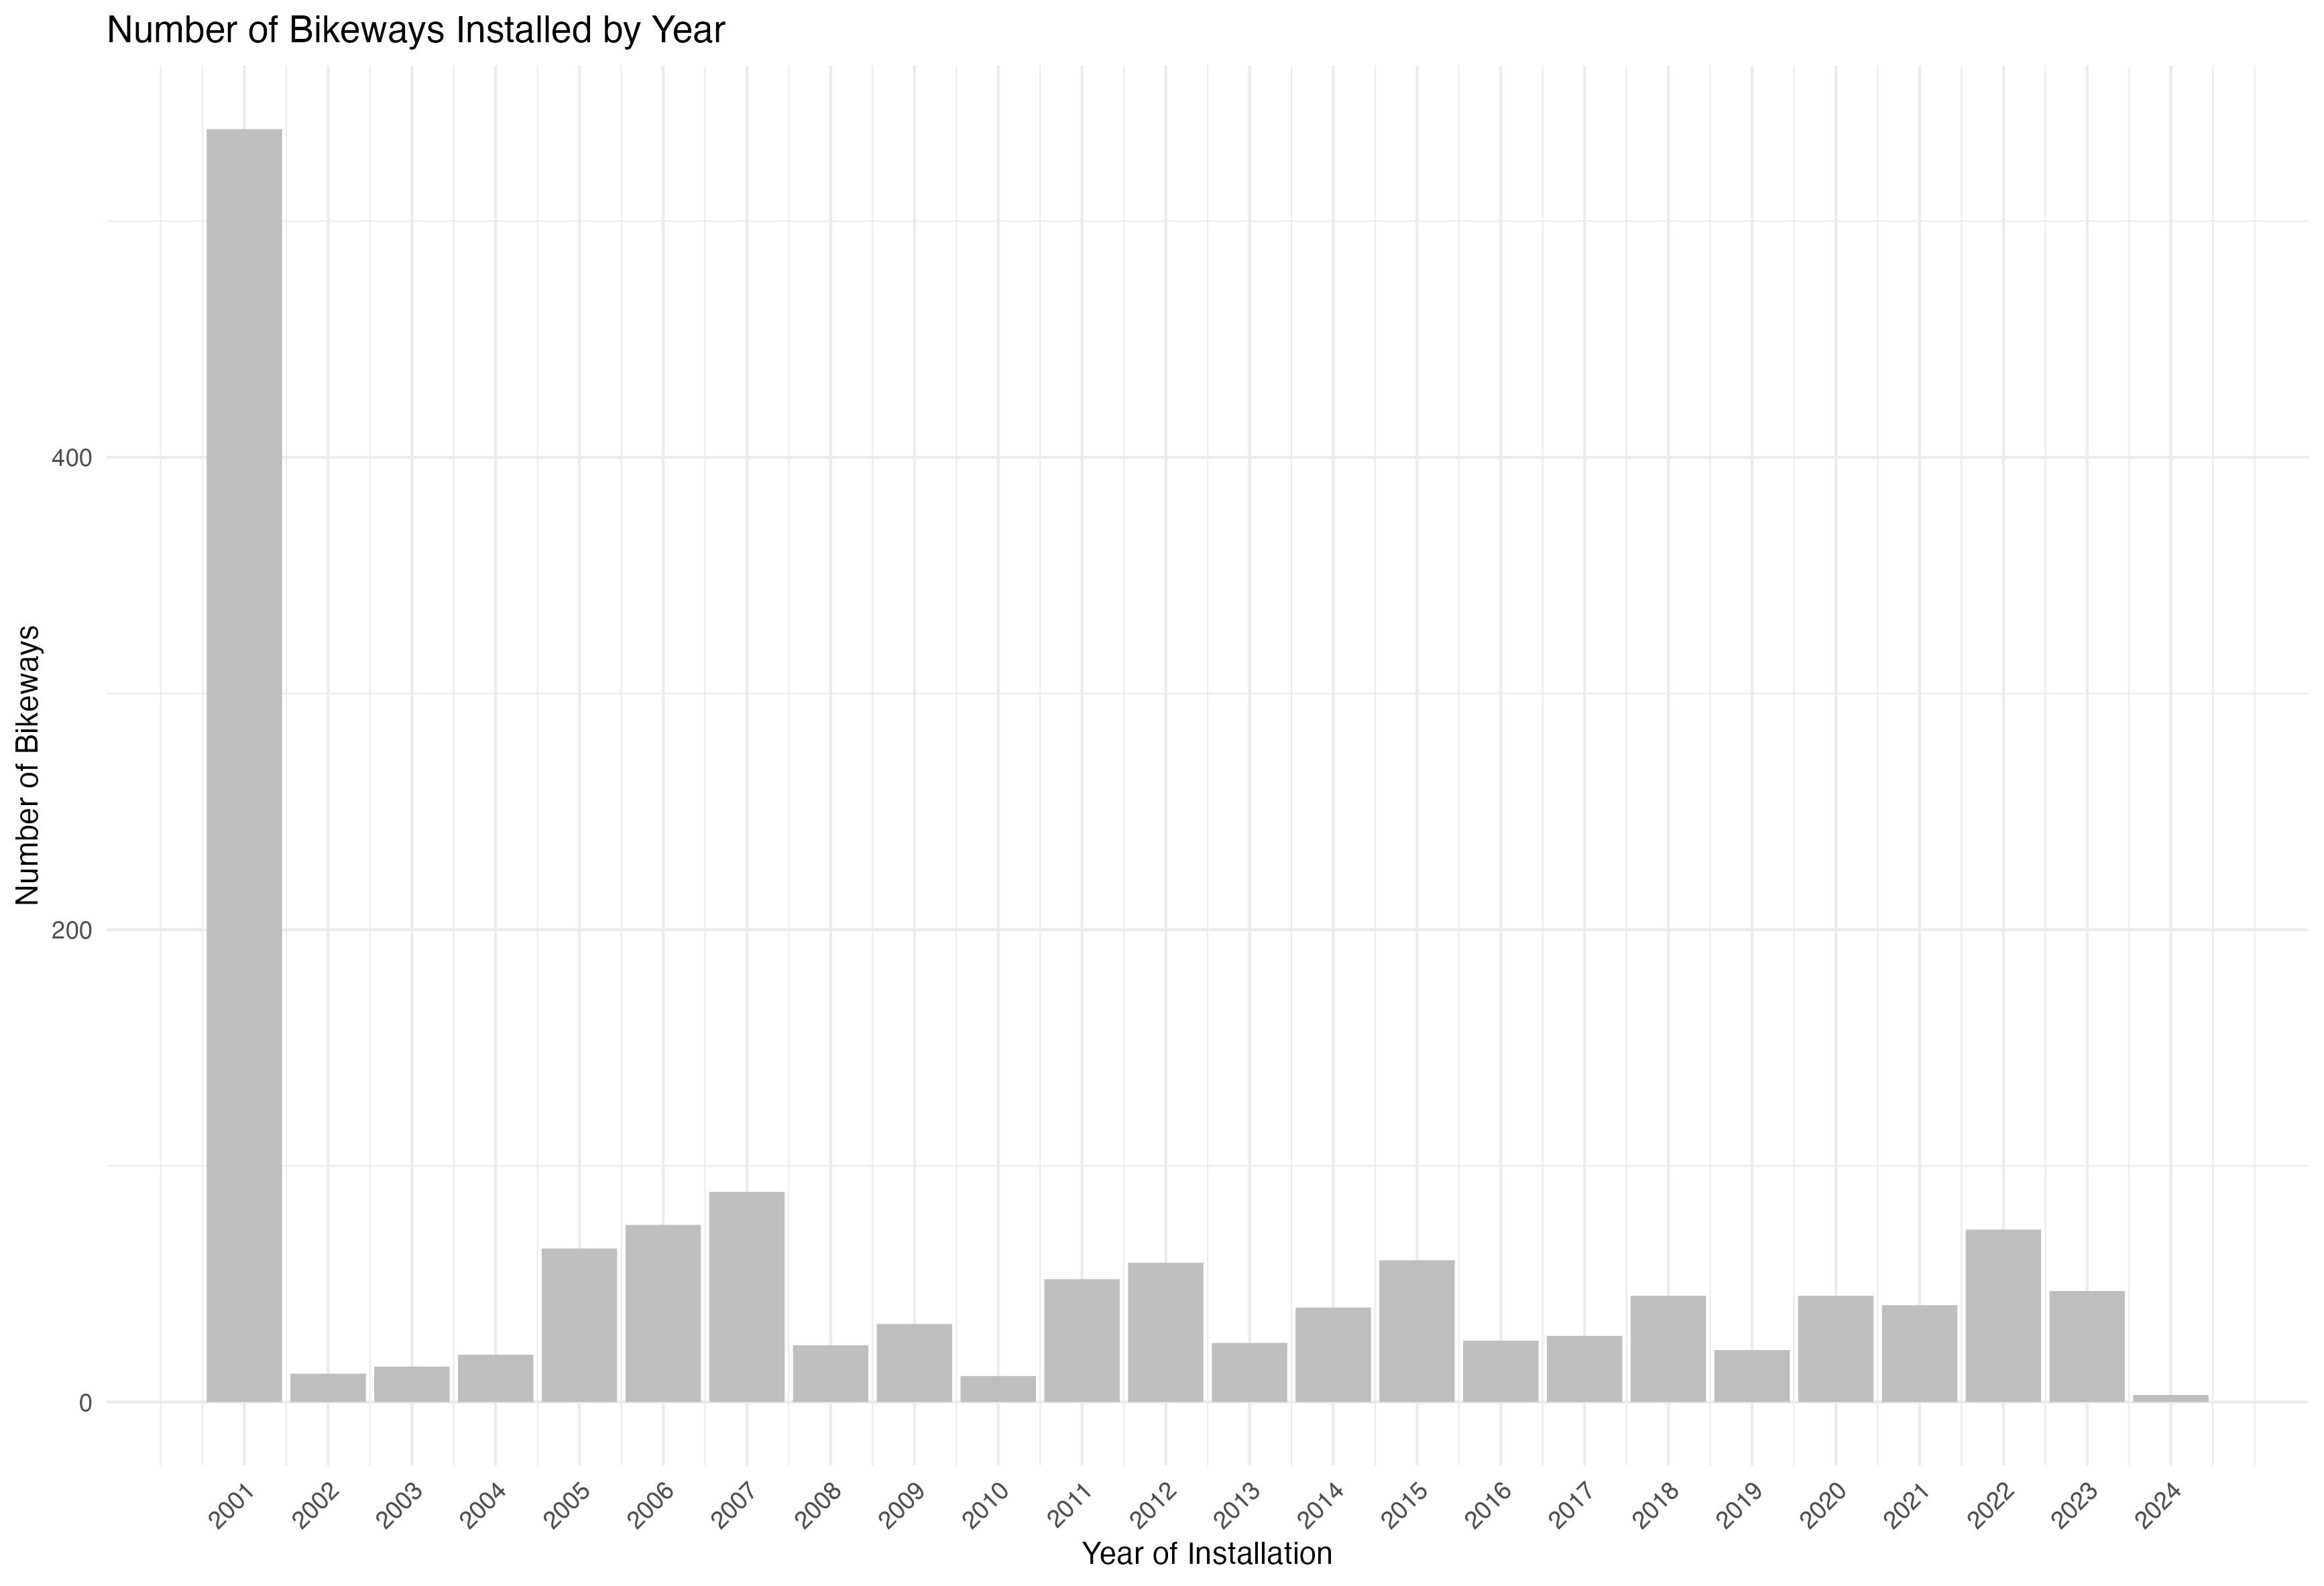 Number of Bikeways Installed by Year
Number of Bikeways
400
200
0
2001 2002 2003 2004 2005 2006 2007 2008 2009 2010 2011 2012 2013 2014 2015 2016 2017 2018 2019 2020 2021 2022 2023 2024
Year of Installation